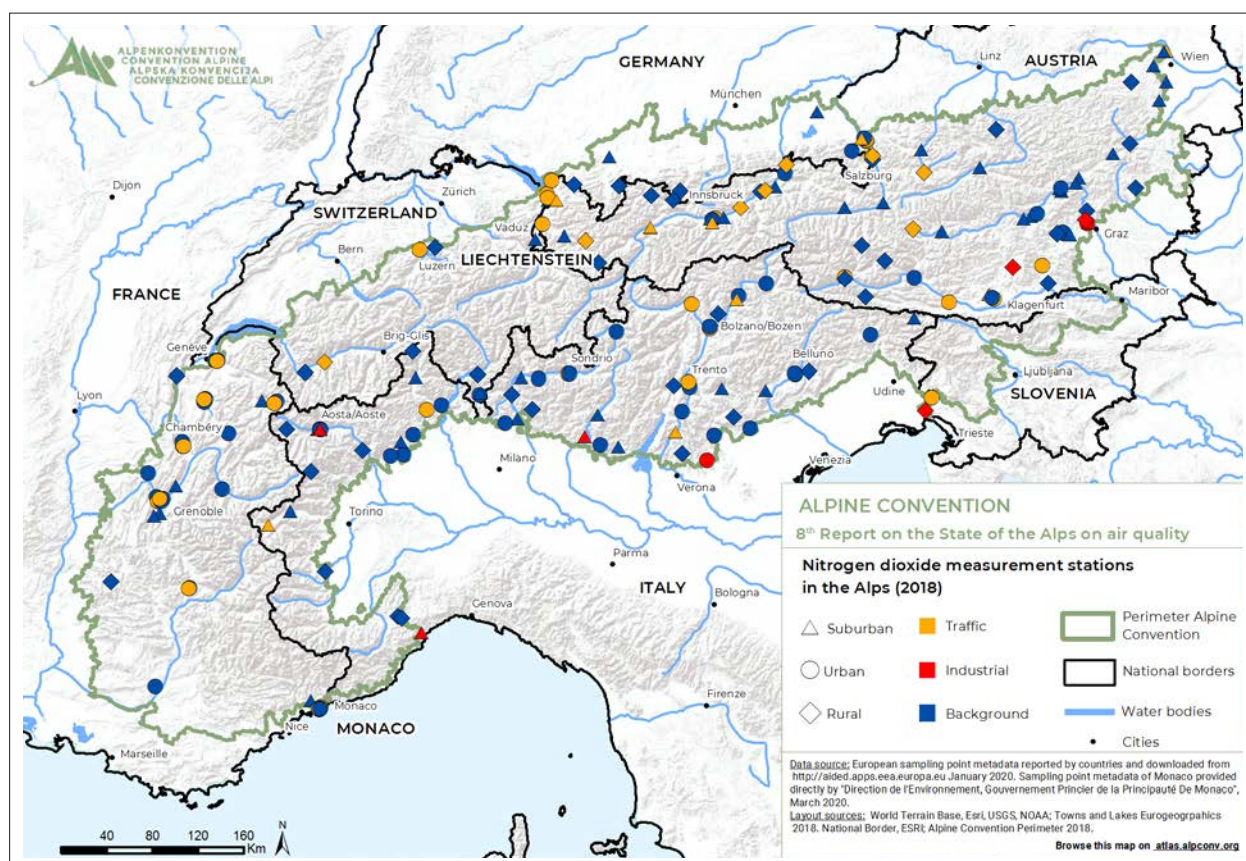 ALPENKONVENTION
CONVENTION ALPINE
ALPSKA KONVENCIJA
CONVENZIONE DELLE ALPI
GERMANY
Linz
AUSTRIA
Wien
München
Dijon
Zürich
Salzburg
Innsbruck
SWITZERLAND
Vaduz
Graz
Bern
Luzern
LIECHTENSTEIN
FRANCE
Maribor
Klagenfurt
Bolzano/Bozen
Genève
Brig-Glis
Sondrio
Belluno
Trento
Ljubljana
Udine
SLOVENIA
Lyon
Aosta/Aoste
Chambéry
Trieste
Milano
Venezia
Verona
Grenoble
Torino
Parma
ITALY
Genova
Bologna
Firenze
Monaco
Nice
MONACO
Marseille
ALPINE CONVENTION
8th Report on the State of the Alps on air quality
Nitrogen dioxide measurement stations
in the Alps (2018)
Suburban
Traffic
Perimeter Alpine
Convention
Urban
Industrial
National borders
Rural
Background
Water bodies
Cities
Data source: European sampling point metadata reported by countries and downloaded from
http://aided.apps.eea.europa.eu January 2020. Sampling point metadata of Monaco provided
directly by "Direction de l'Environnement, Gouvernement Princier de la Principauté De Monaco",
March 2020.
Layout sources: World Terrain Base, Esri, USGS, NOAA; Towns and Lakes Eurogeogrpahics
2018. National Border, ESRI; Alpine Convention Perimeter 2018.
Browse this map on atlas.alpconv.org
40 80 120 160
Km
N